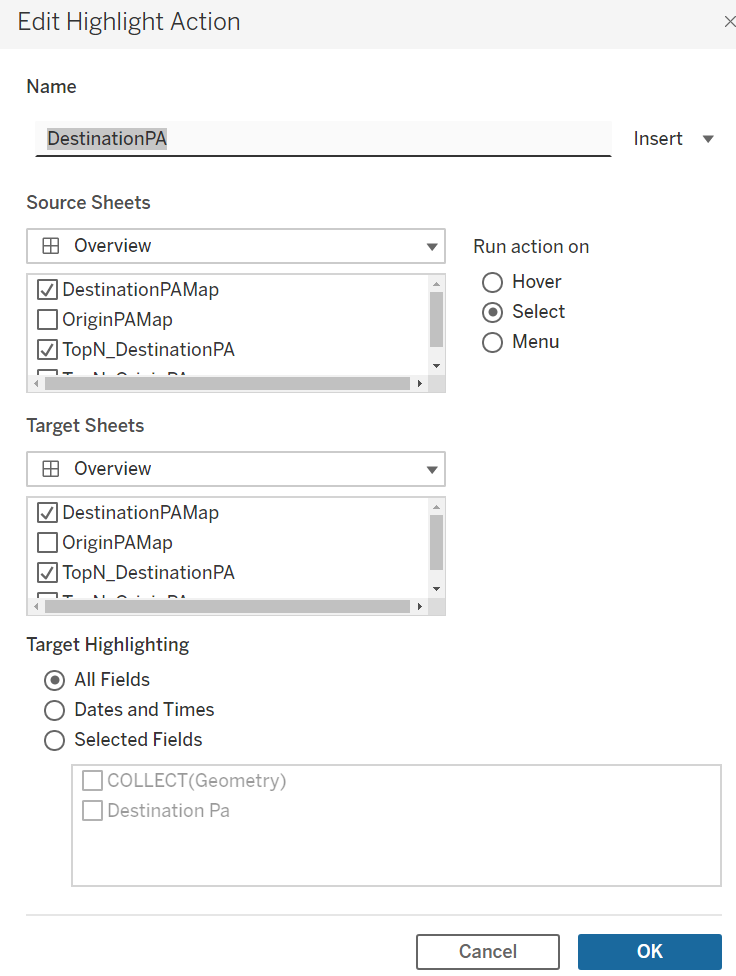 Edit Highlight Action
Name
DestinationPA
Insert
Source Sheets
Overview
Run action on
DestinationPAMap
Hover
OriginPAMap
Select
TopN_DestinationPA
Menu
Target Sheets
Overview
DestinationPAMap
OriginPAMap
TopN_DestinationPA
Target Highlighting
All Fields
Dates and Times
Selected Fields
COLLECT(Geometry)
Destination Pa
Cancel
OK